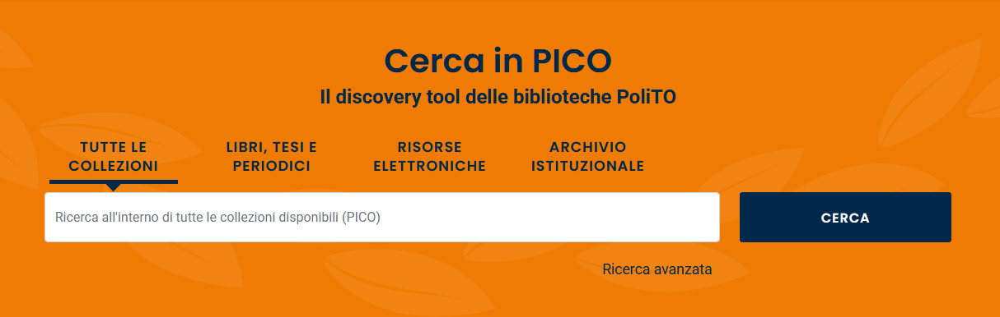 Cerca in PICO
Il discovery tool delle biblioteche PoliTO
TUTTE LE
COLLEZIONI
LIBRI, TESI E
PERIODICI
RISORSE
ELETTRONICHE
ARCHIVIO
ISTITUZIONALE
Ricerca all'interno di tutte le collezioni disponibili (PICO)
CERCA
Ricerca avanzata